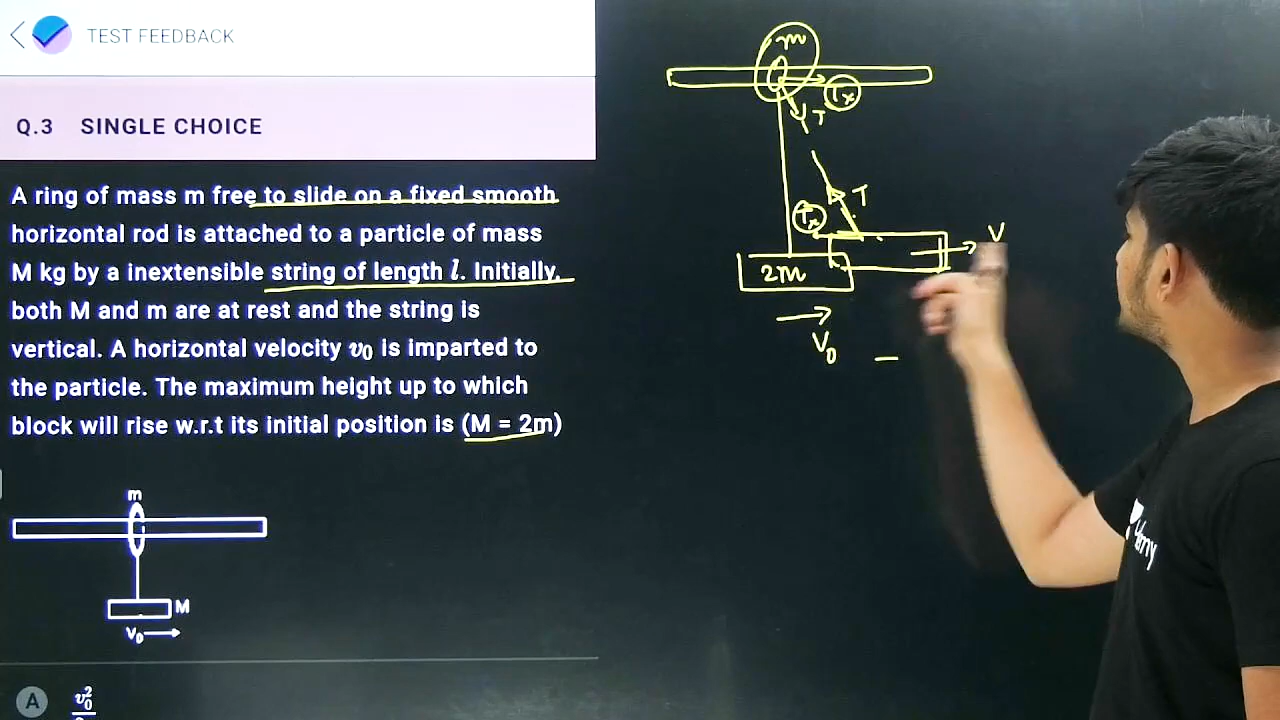 TEST FEEDBACK
Q.3 SINGLE CHOICE
A ring of mass m free to slide on a fixed smooth
horizontal rod is attached to a particle of mass
M kg by a inextensible string of length l. Initially.
both M and m are at rest and the string is
vertical. A horizontal velocity v₀ is imparted to
the particle. The maximum height up to which
block will rise w.r.t its initial position is (M = 2m)
m
M
v₀
A
v₀²
m
Tx
T
T
Tx
V
2m
V₀